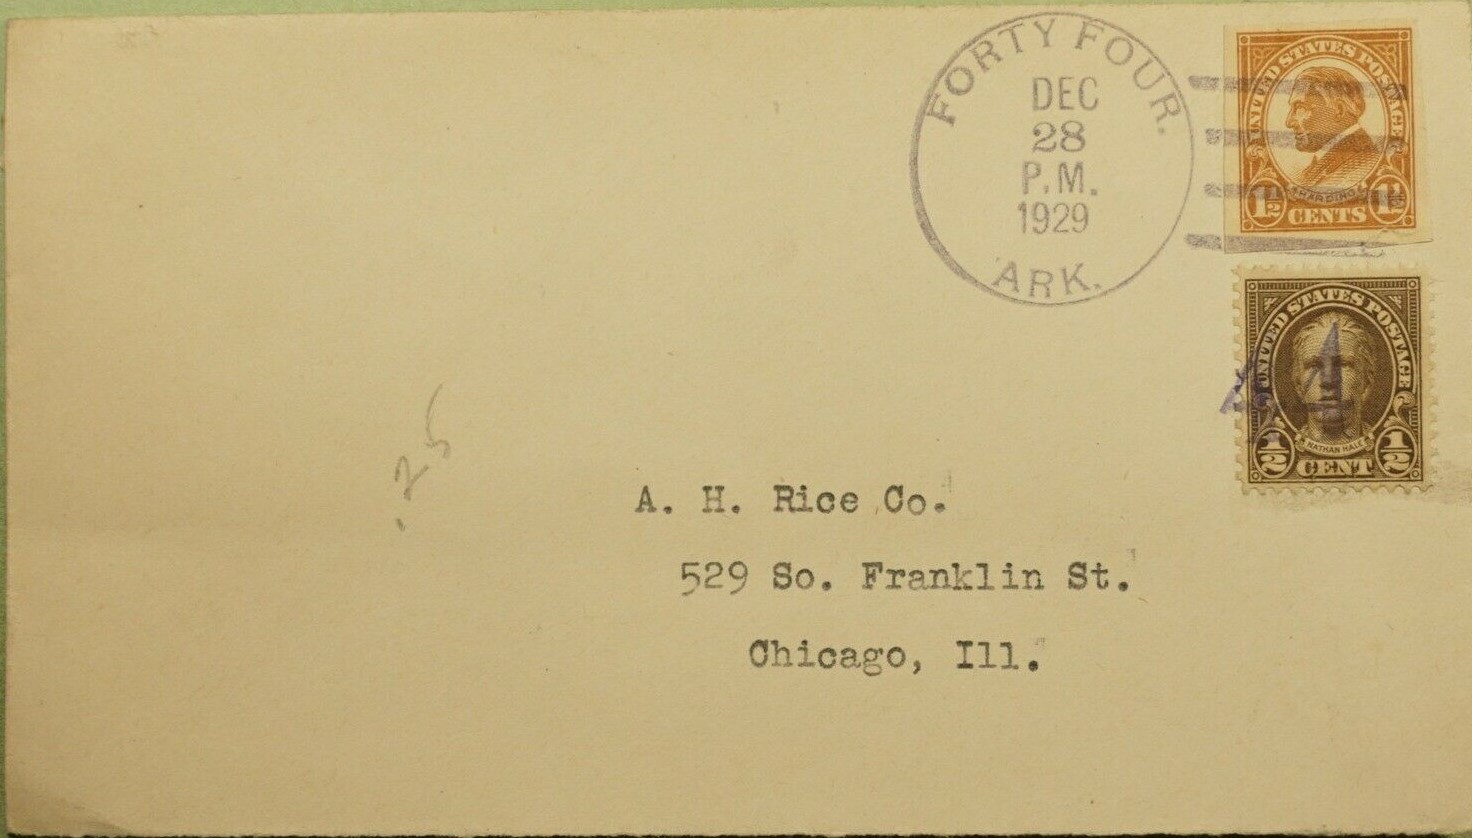 FORTY FOUR.
DEC
28
P.M.
1929
ARK.
UNITED STATES POSTAGE
HARDING
1½ CENTS 1½
UNITED STATES POSTAGE
NATHAN HALE
½ CENT ½
.25
A. H. Rice Co.
529 So. Franklin St.
Chicago, Ill.